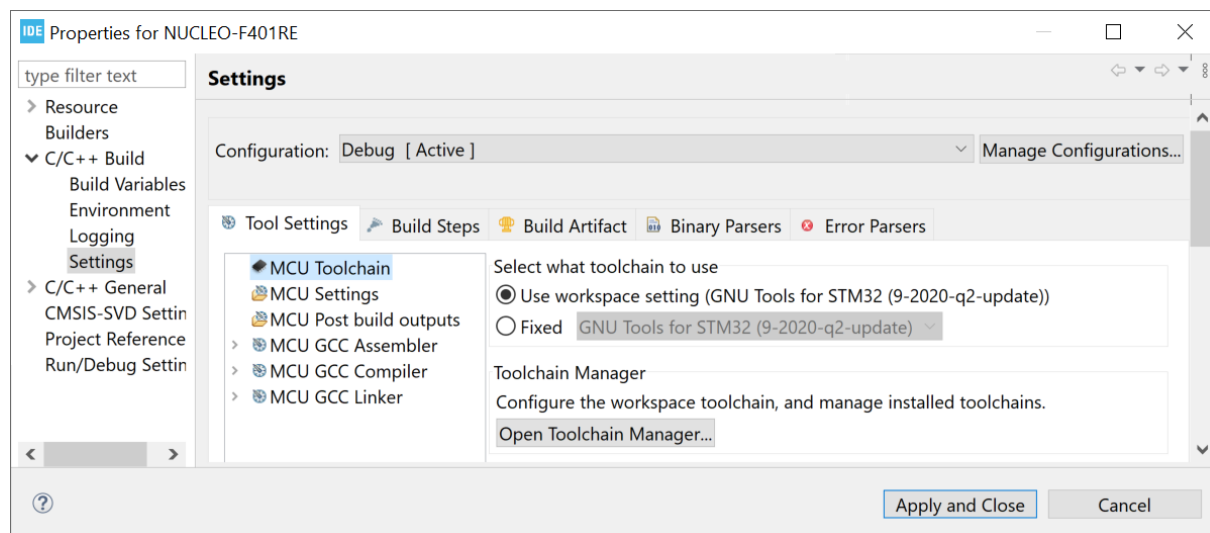 IDE Properties for NUCLEO-F401RE
type filter text
Resource
Builders
C/C++ Build
Build Variables
Environment
Logging
Settings
C/C++ General
CMSIS-SVD Settin
Project Reference
Run/Debug Settin
Settings
Configuration: Debug [ Active ] Manage Configurations...
Tool Settings Build Steps Build Artifact Binary Parsers Error Parsers
MCU Toolchain
MCU Settings
MCU Post build outputs
MCU GCC Assembler
MCU GCC Compiler
MCU GCC Linker
Select what toolchain to use
Use workspace setting (GNU Tools for STM32 (9-2020-q2-update))
Fixed GNU Tools for STM32 (9-2020-q2-update)
Toolchain Manager
Configure the workspace toolchain, and manage installed toolchains.
Open Toolchain Manager...
? Apply and Close Cancel